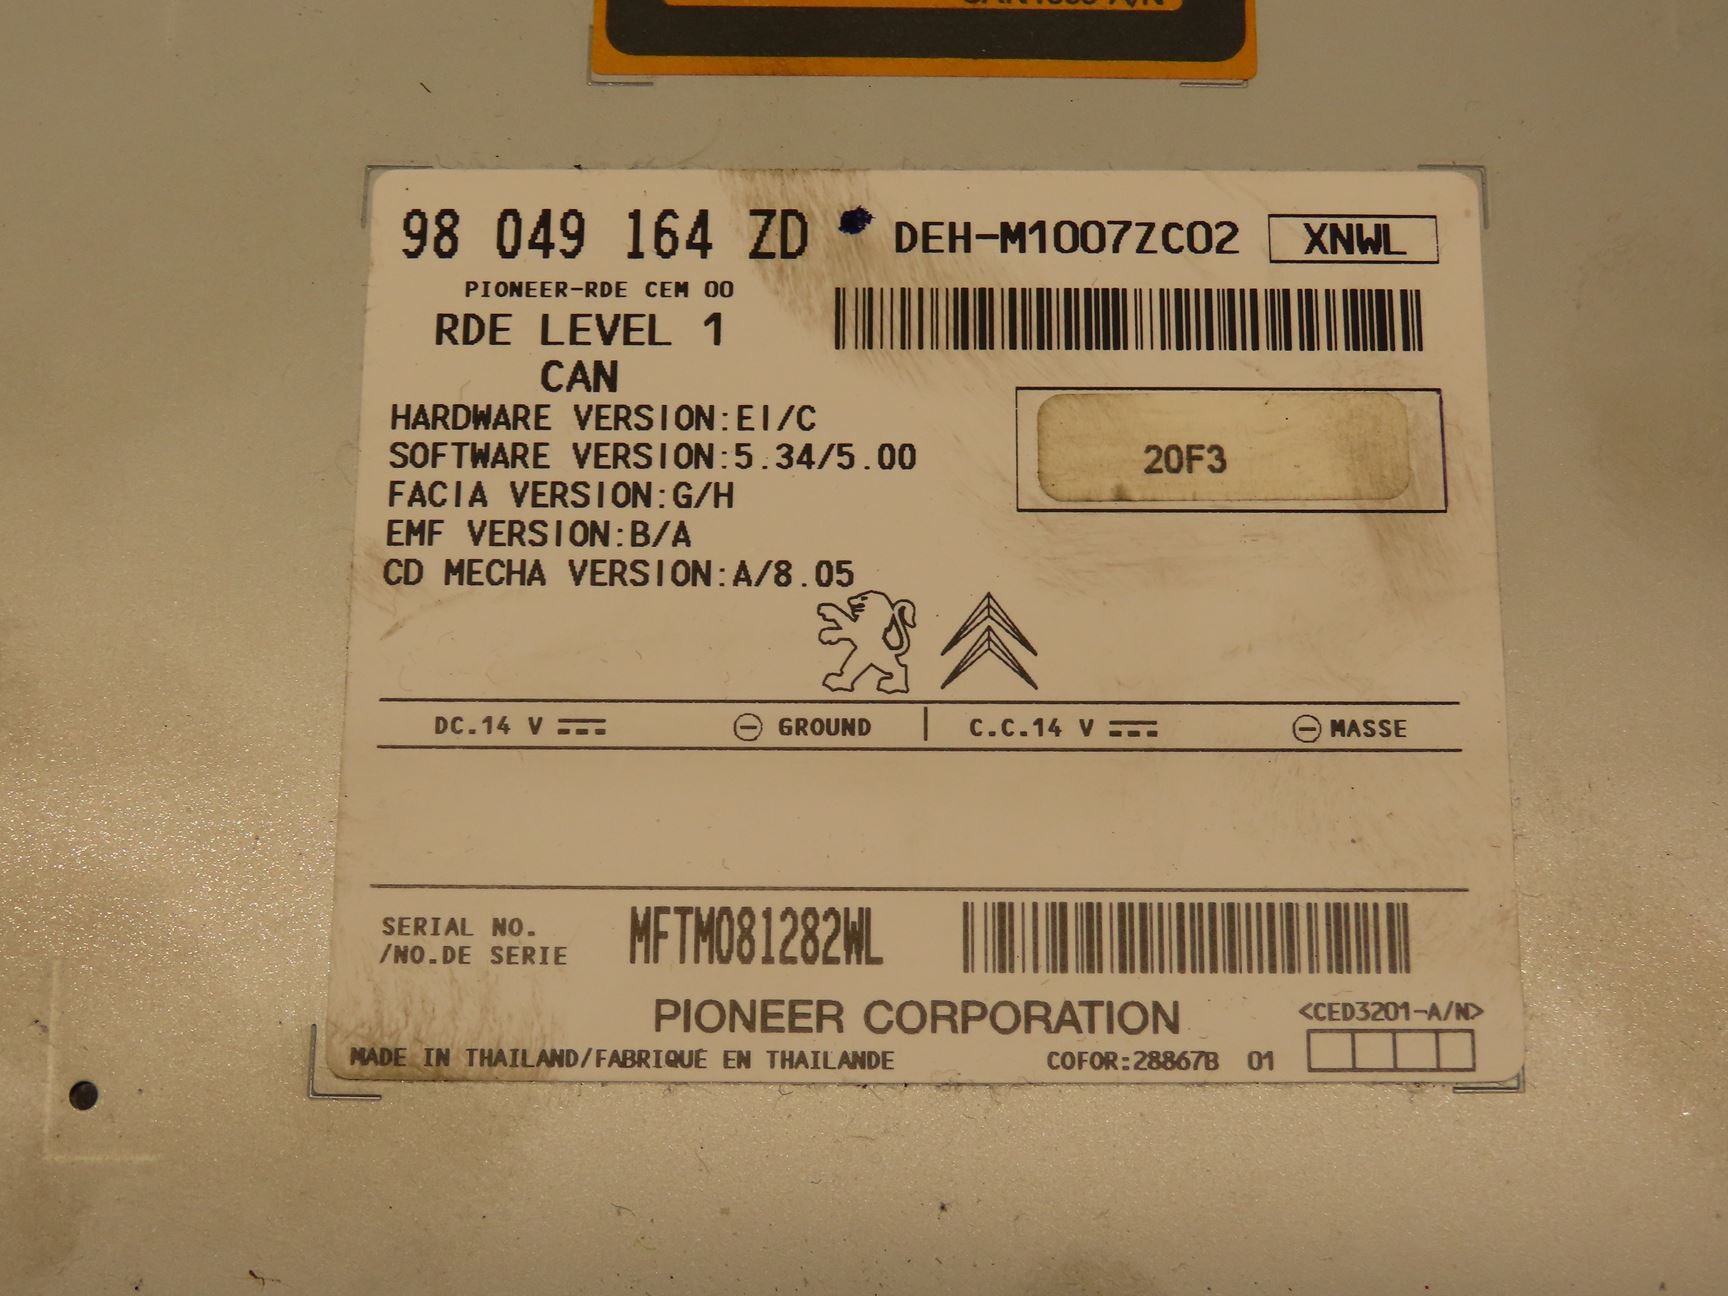 98 049 164 ZD DEH-M1007ZC02 XNWL
PIONEER-RDE CEM 00
RDE LEVEL 1
CAN
HARDWARE VERSION:EI/C
SOFTWARE VERSION:5.34/5.00
FACIA VERSION:G/H
EMF VERSION:B/A
CD MECHA VERSION:A/8.05
20F3
DC.14 V GROUND C.C.14 V MASSE
SERIAL NO.
/NO.DE SERIE
MFTM081282WL
PIONEER CORPORATION
<CED3201-A/N>
MADE IN THAILAND/FABRIQUE EN THAILANDE COFOR:28867B 01